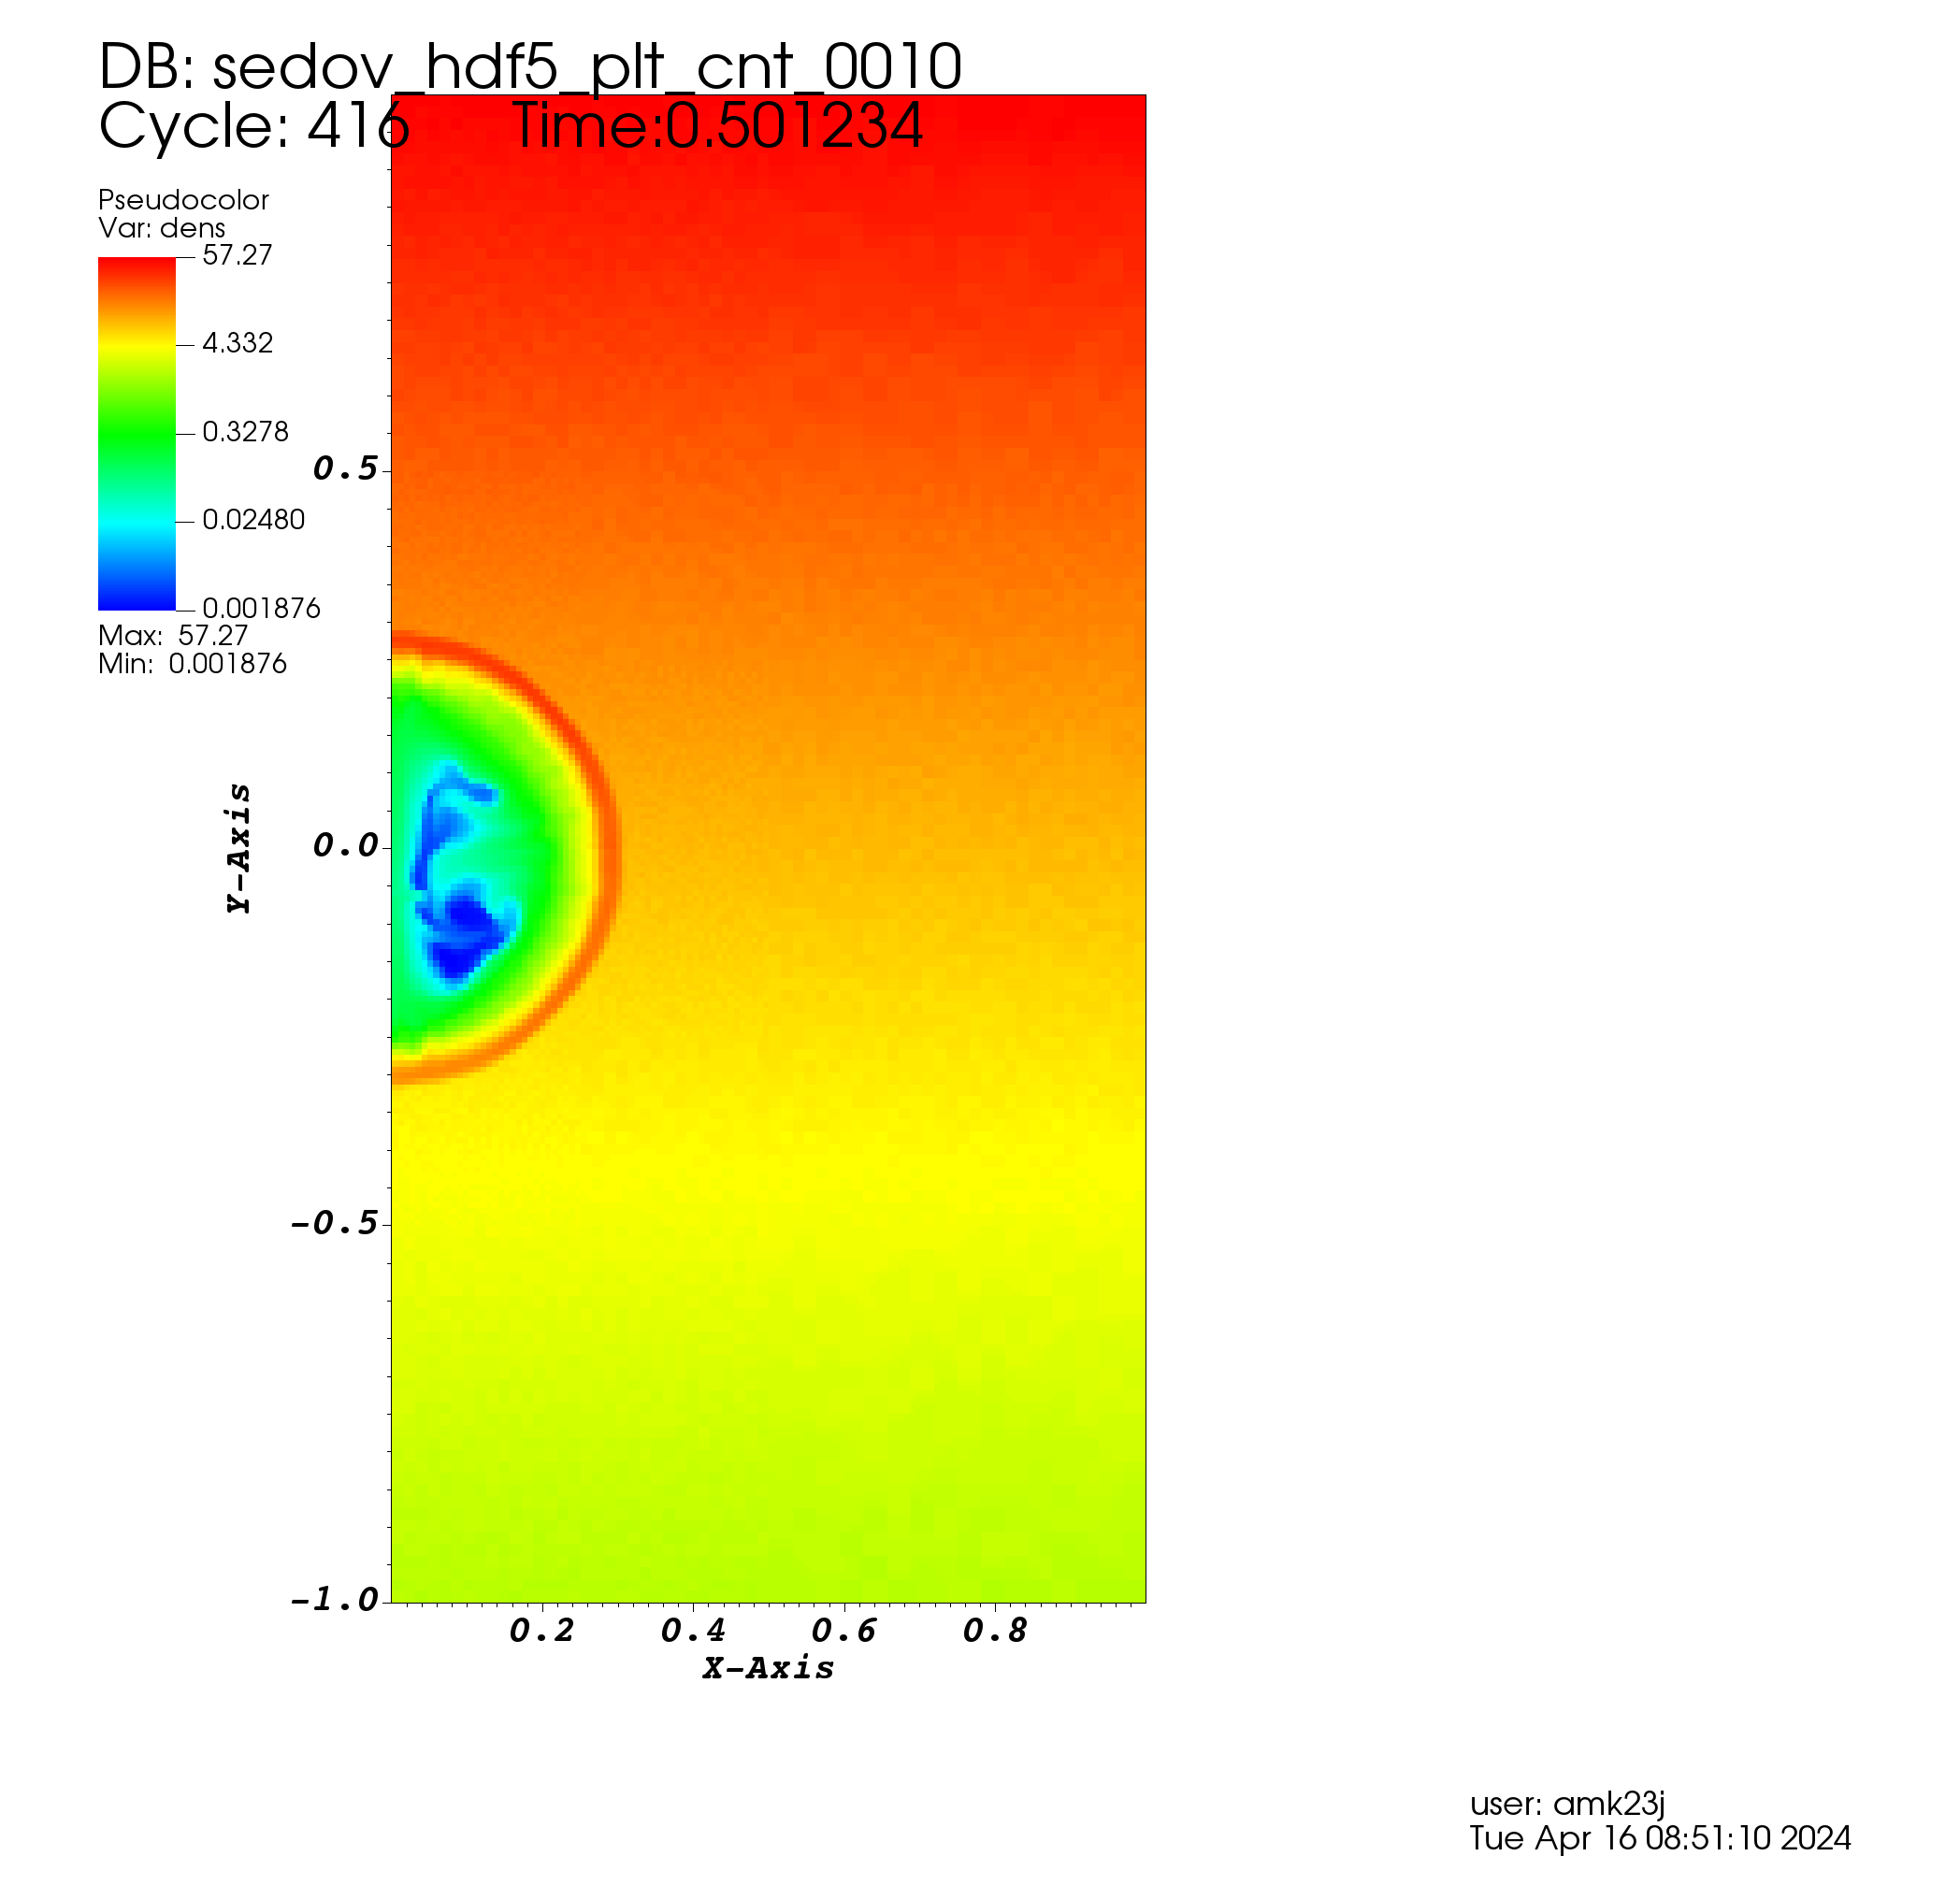 DB: sedov_hdf5_plt_cnt_0010
Cycle: 416 Time:0.501234
Pseudocolor
Var: dens
57.27
4.332
0.3278
0.02480
0.001876
Max: 57.27
Min: 0.001876
0.5
0.0
-0.5
-1.0
Y-Axis
0.2 0.4 0.6 0.8
X-Axis
user: amk23j
Tue Apr 16 08:51:10 2024